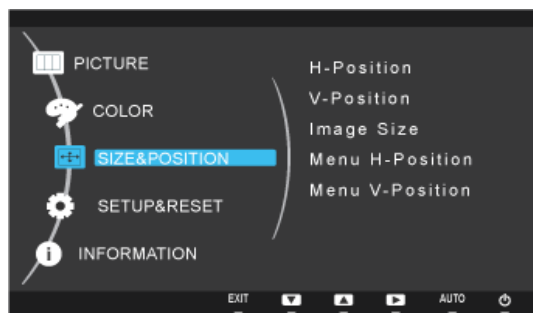 PICTURE
COLOR
SIZE&POSITION
SETUP&RESET
INFORMATION
H-Position
V-Position
Image Size
Menu H-Position
Menu V-Position
EXIT
AUTO